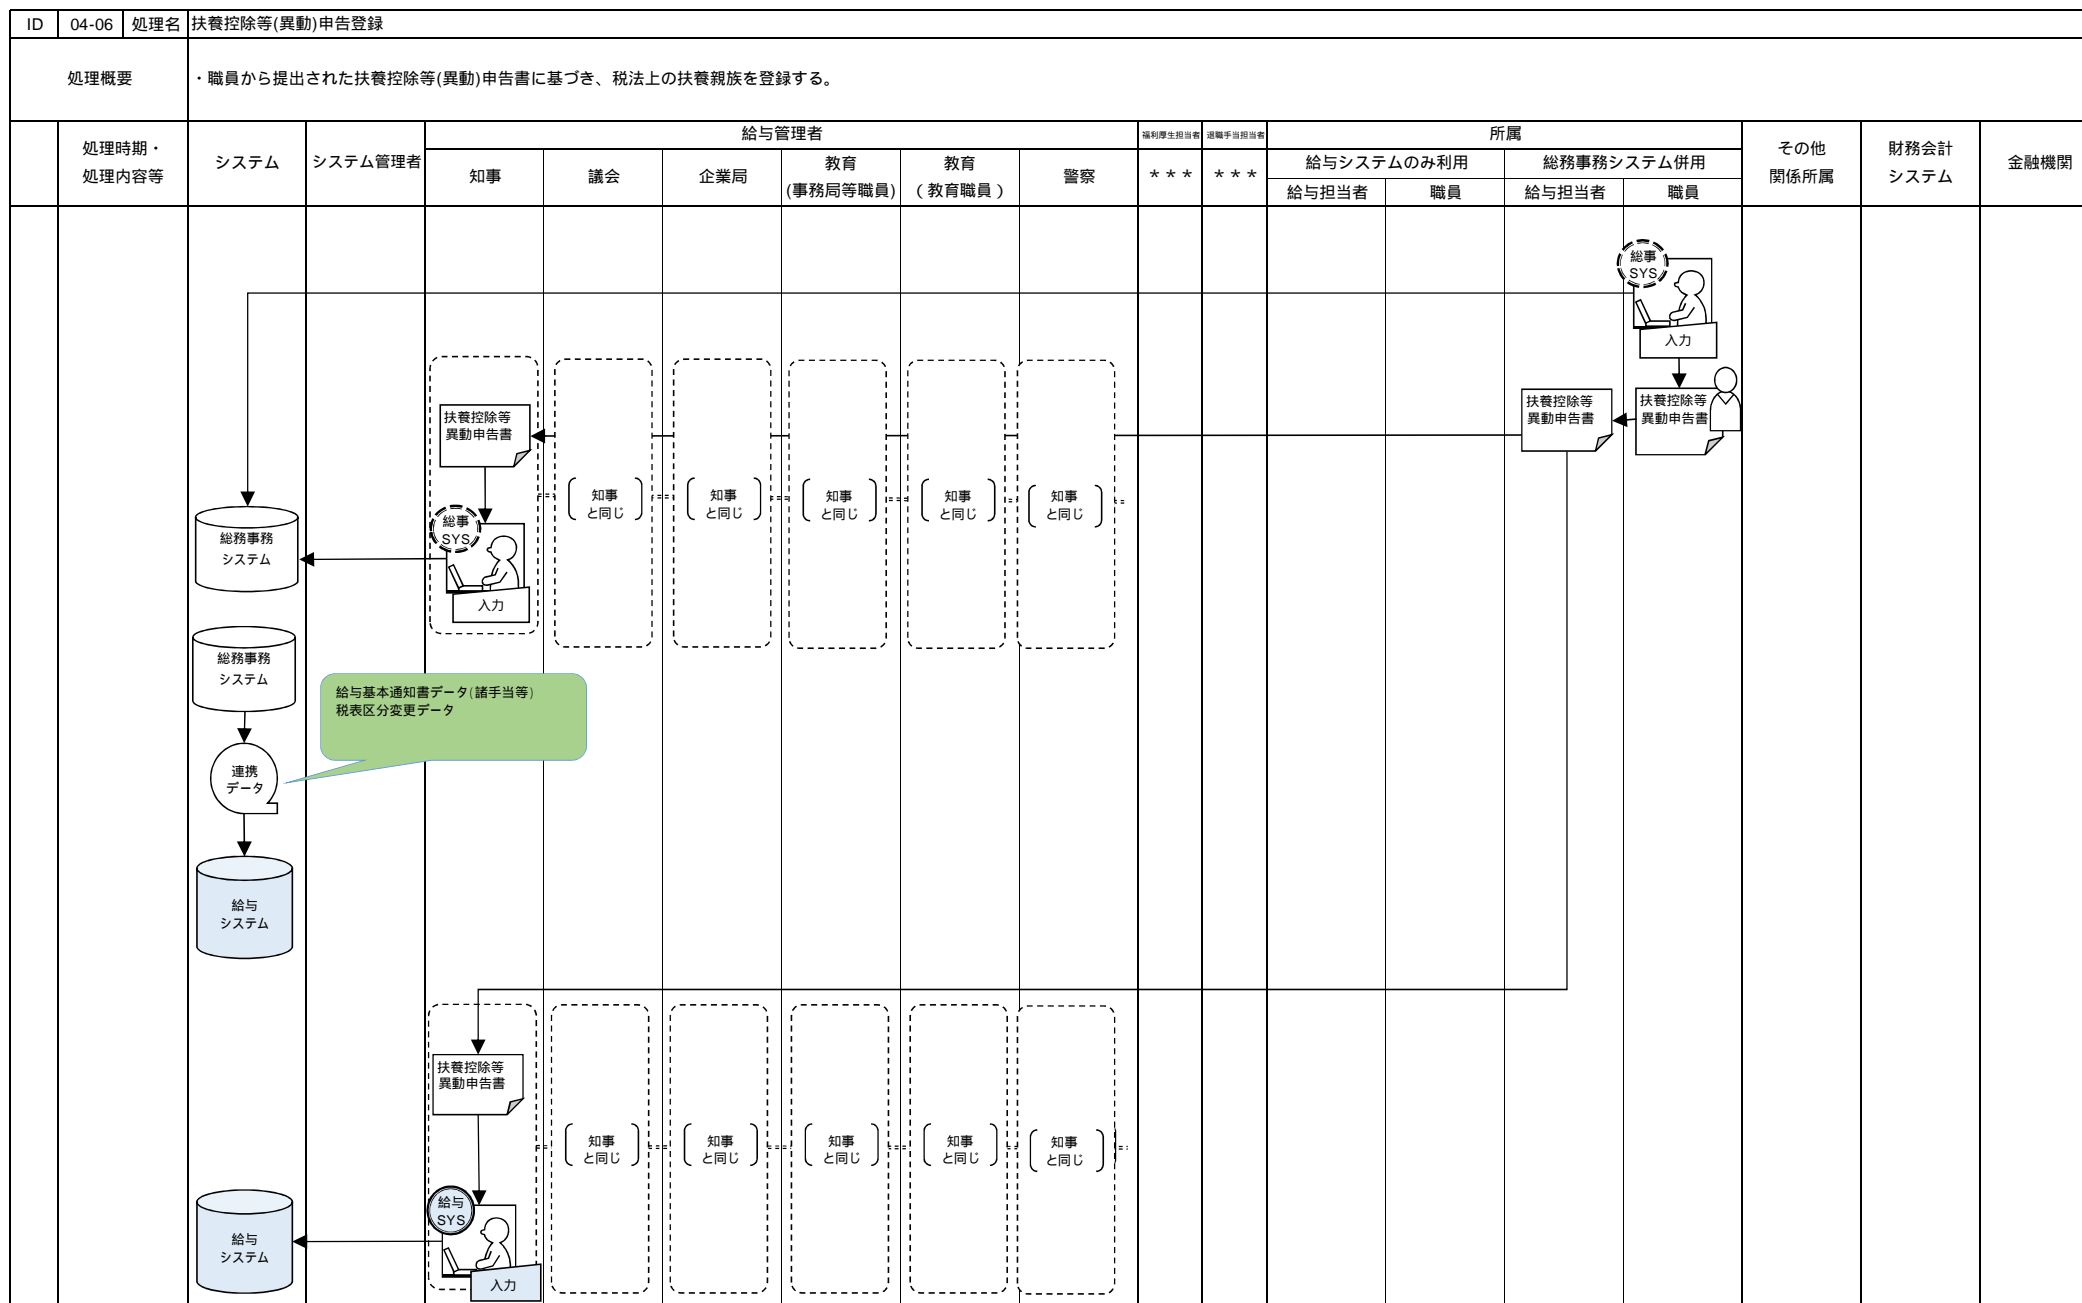 ID 04-06 処理名 扶養控除等(異動)申告登録
処理概要
・職員から提出された扶養控除等(異動)申告書に基づき、税法上の扶養親族を登録する。
処理時期・
処理内容等
システム
システム管理者
給与管理者
知事
議会
企業局
教育
(事務局等職員)
教育
(教育職員)
警察
福利厚生担当者
***
退職手当担当者
***
所属
給与システムのみ利用
給与担当者
職員
総務事務システム併用
給与担当者
職員
その他
関係所属
財務会計
システム
金融機関
総事
SYS
入力
扶養控除等
異動申告書
扶養控除等
異動申告書
扶養控除等
異動申告書
知事
と同じ
知事
と同じ
知事
と同じ
知事
と同じ
知事
と同じ
総事
SYS
入力
総務事務
システム
総務事務
システム
給与基本通知書データ(諸手当等)
税表区分変更データ
連携
データ
給与
システム
扶養控除等
異動申告書
知事
と同じ
知事
と同じ
知事
と同じ
知事
と同じ
知事
と同じ
給与
SYS
入力
給与
システム